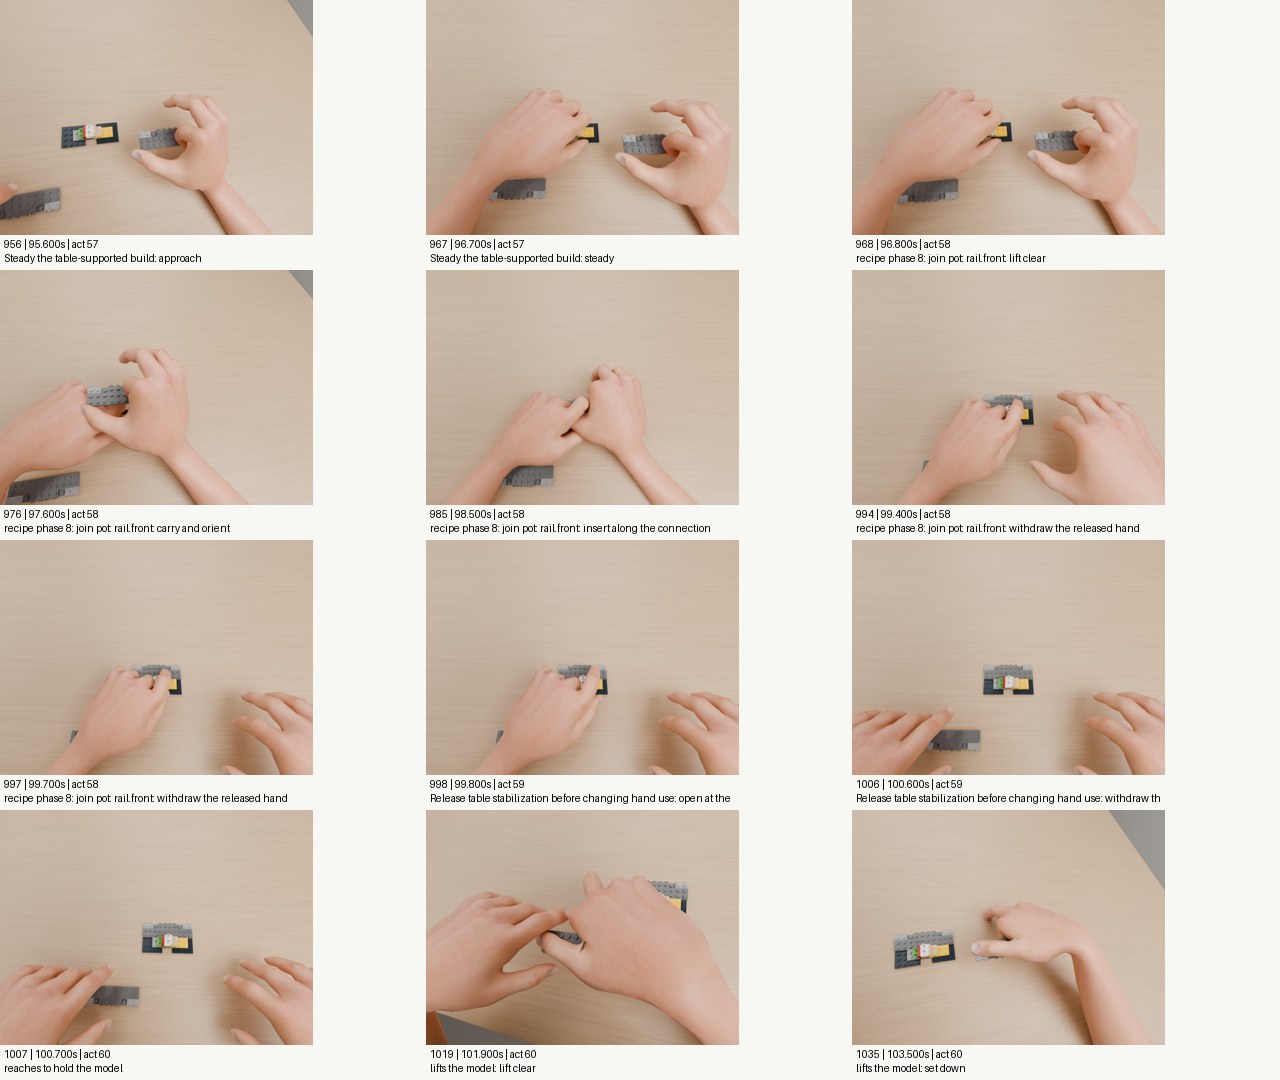 956 | 95.600s | act 57
Steady the table-supported build: approach
967 | 96.700s | act 57
Steady the table-supported build: steady
968 | 96.800s | act 58
recipe phase 8: join pot: rail.front: lift clear
976 | 97.600s | act 58
recipe phase 8: join pot: rail.front: carry and orient
985 | 98.500s | act 58
recipe phase 8: join pot: rail.front: insert along the connection
994 | 99.400s | act 58
recipe phase 8: join pot: rail.front: withdraw the released hand
997 | 99.700s | act 58
recipe phase 8: join pot: rail.front: withdraw the released hand
998 | 99.800s | act 59
Release table stabilization before changing hand use: open at the
1006 | 100.600s | act 59
Release table stabilization before changing hand use: withdraw th
1007 | 100.700s | act 60
reaches to hold the model
1019 | 101.900s | act 60
lifts the model: lift clear
1035 | 103.500s | act 60
lifts the model: set down